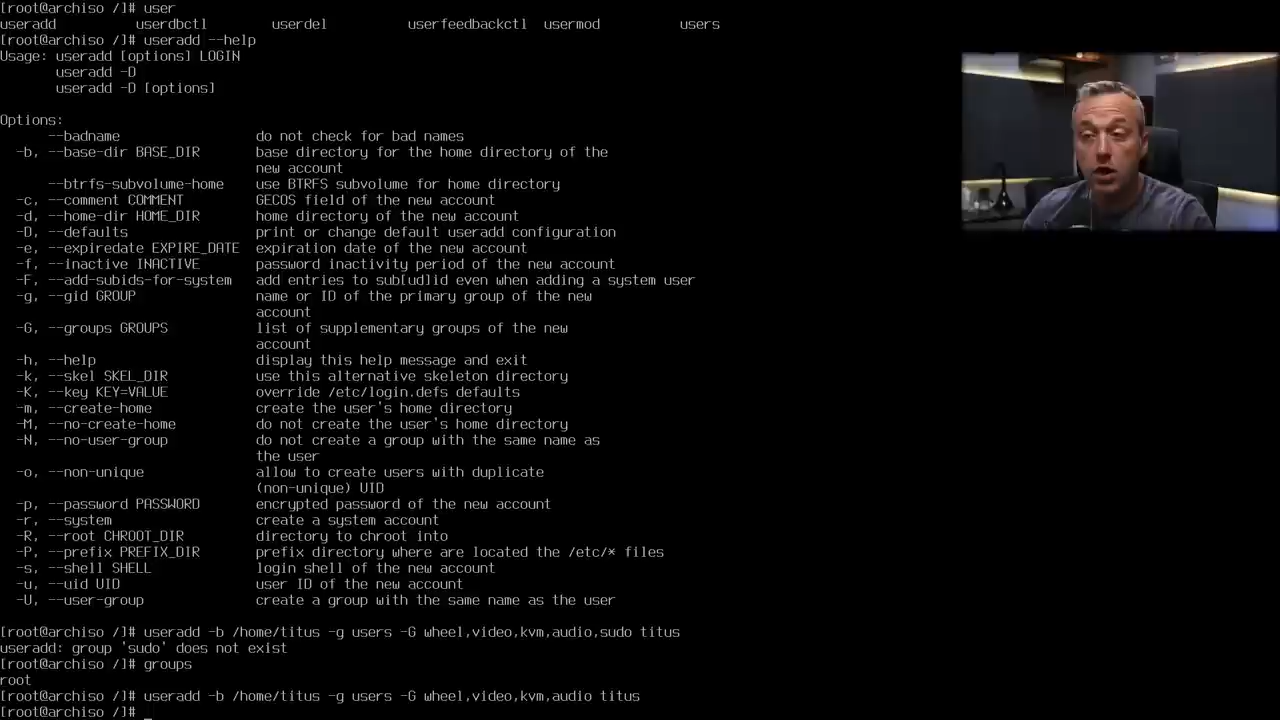 [root@archiso /]# user
useradd userdbctl userdel userfeedbackctl usermod users
[root@archiso /]# useradd --help
Usage: useradd [options] LOGIN
useradd -D
useradd -D [options]
Options:
--badname do not check for bad names
-b, --base-dir BASE_DIR base directory for the home directory of the
new account
--btrfs-subvolume-home use BTRFS subvolume for home directory
-c, --comment COMMENT GECOS field of the new account
-d, --home-dir HOME_DIR home directory of the new account
-D, --defaults print or change default useradd configuration
-e, --expiredate EXPIRE_DATE expiration date of the new account
-f, --inactive INACTIVE password inactivity period of the new account
-F, --add-subids-for-system add entries to sub[ud]id even when adding a system user
-g, --gid GROUP name or ID of the primary group of the new
account
-G, --groups GROUPS list of supplementary groups of the new
account
-h, --help display this help message and exit
-k, --skel SKEL_DIR use this alternative skeleton directory
-K, --key KEY=VALUE override /etc/login.defs defaults
-m, --create-home create the user's home directory
-M, --no-create-home do not create the user's home directory
-N, --no-user-group do not create a group with the same name as
the user
-o, --non-unique allow to create users with duplicate
(non-unique) UID
-p, --password PASSWORD encrypted password of the new account
-r, --system create a system account
-R, --root CHROOT_DIR directory to chroot into
-P, --prefix PREFIX_DIR prefix directory where are located the /etc/* files
-s, --shell SHELL login shell of the new account
-u, --uid UID user ID of the new account
-U, --user-group create a group with the same name as the user
[root@archiso /]# useradd -b /home/titus -g users -G wheel,video,kvm,audio,sudo titus
useradd: group 'sudo' does not exist
[root@archiso /]# groups
root
[root@archiso /]# useradd -b /home/titus -g users -G wheel,video,kvm,audio titus
[root@archiso /]#